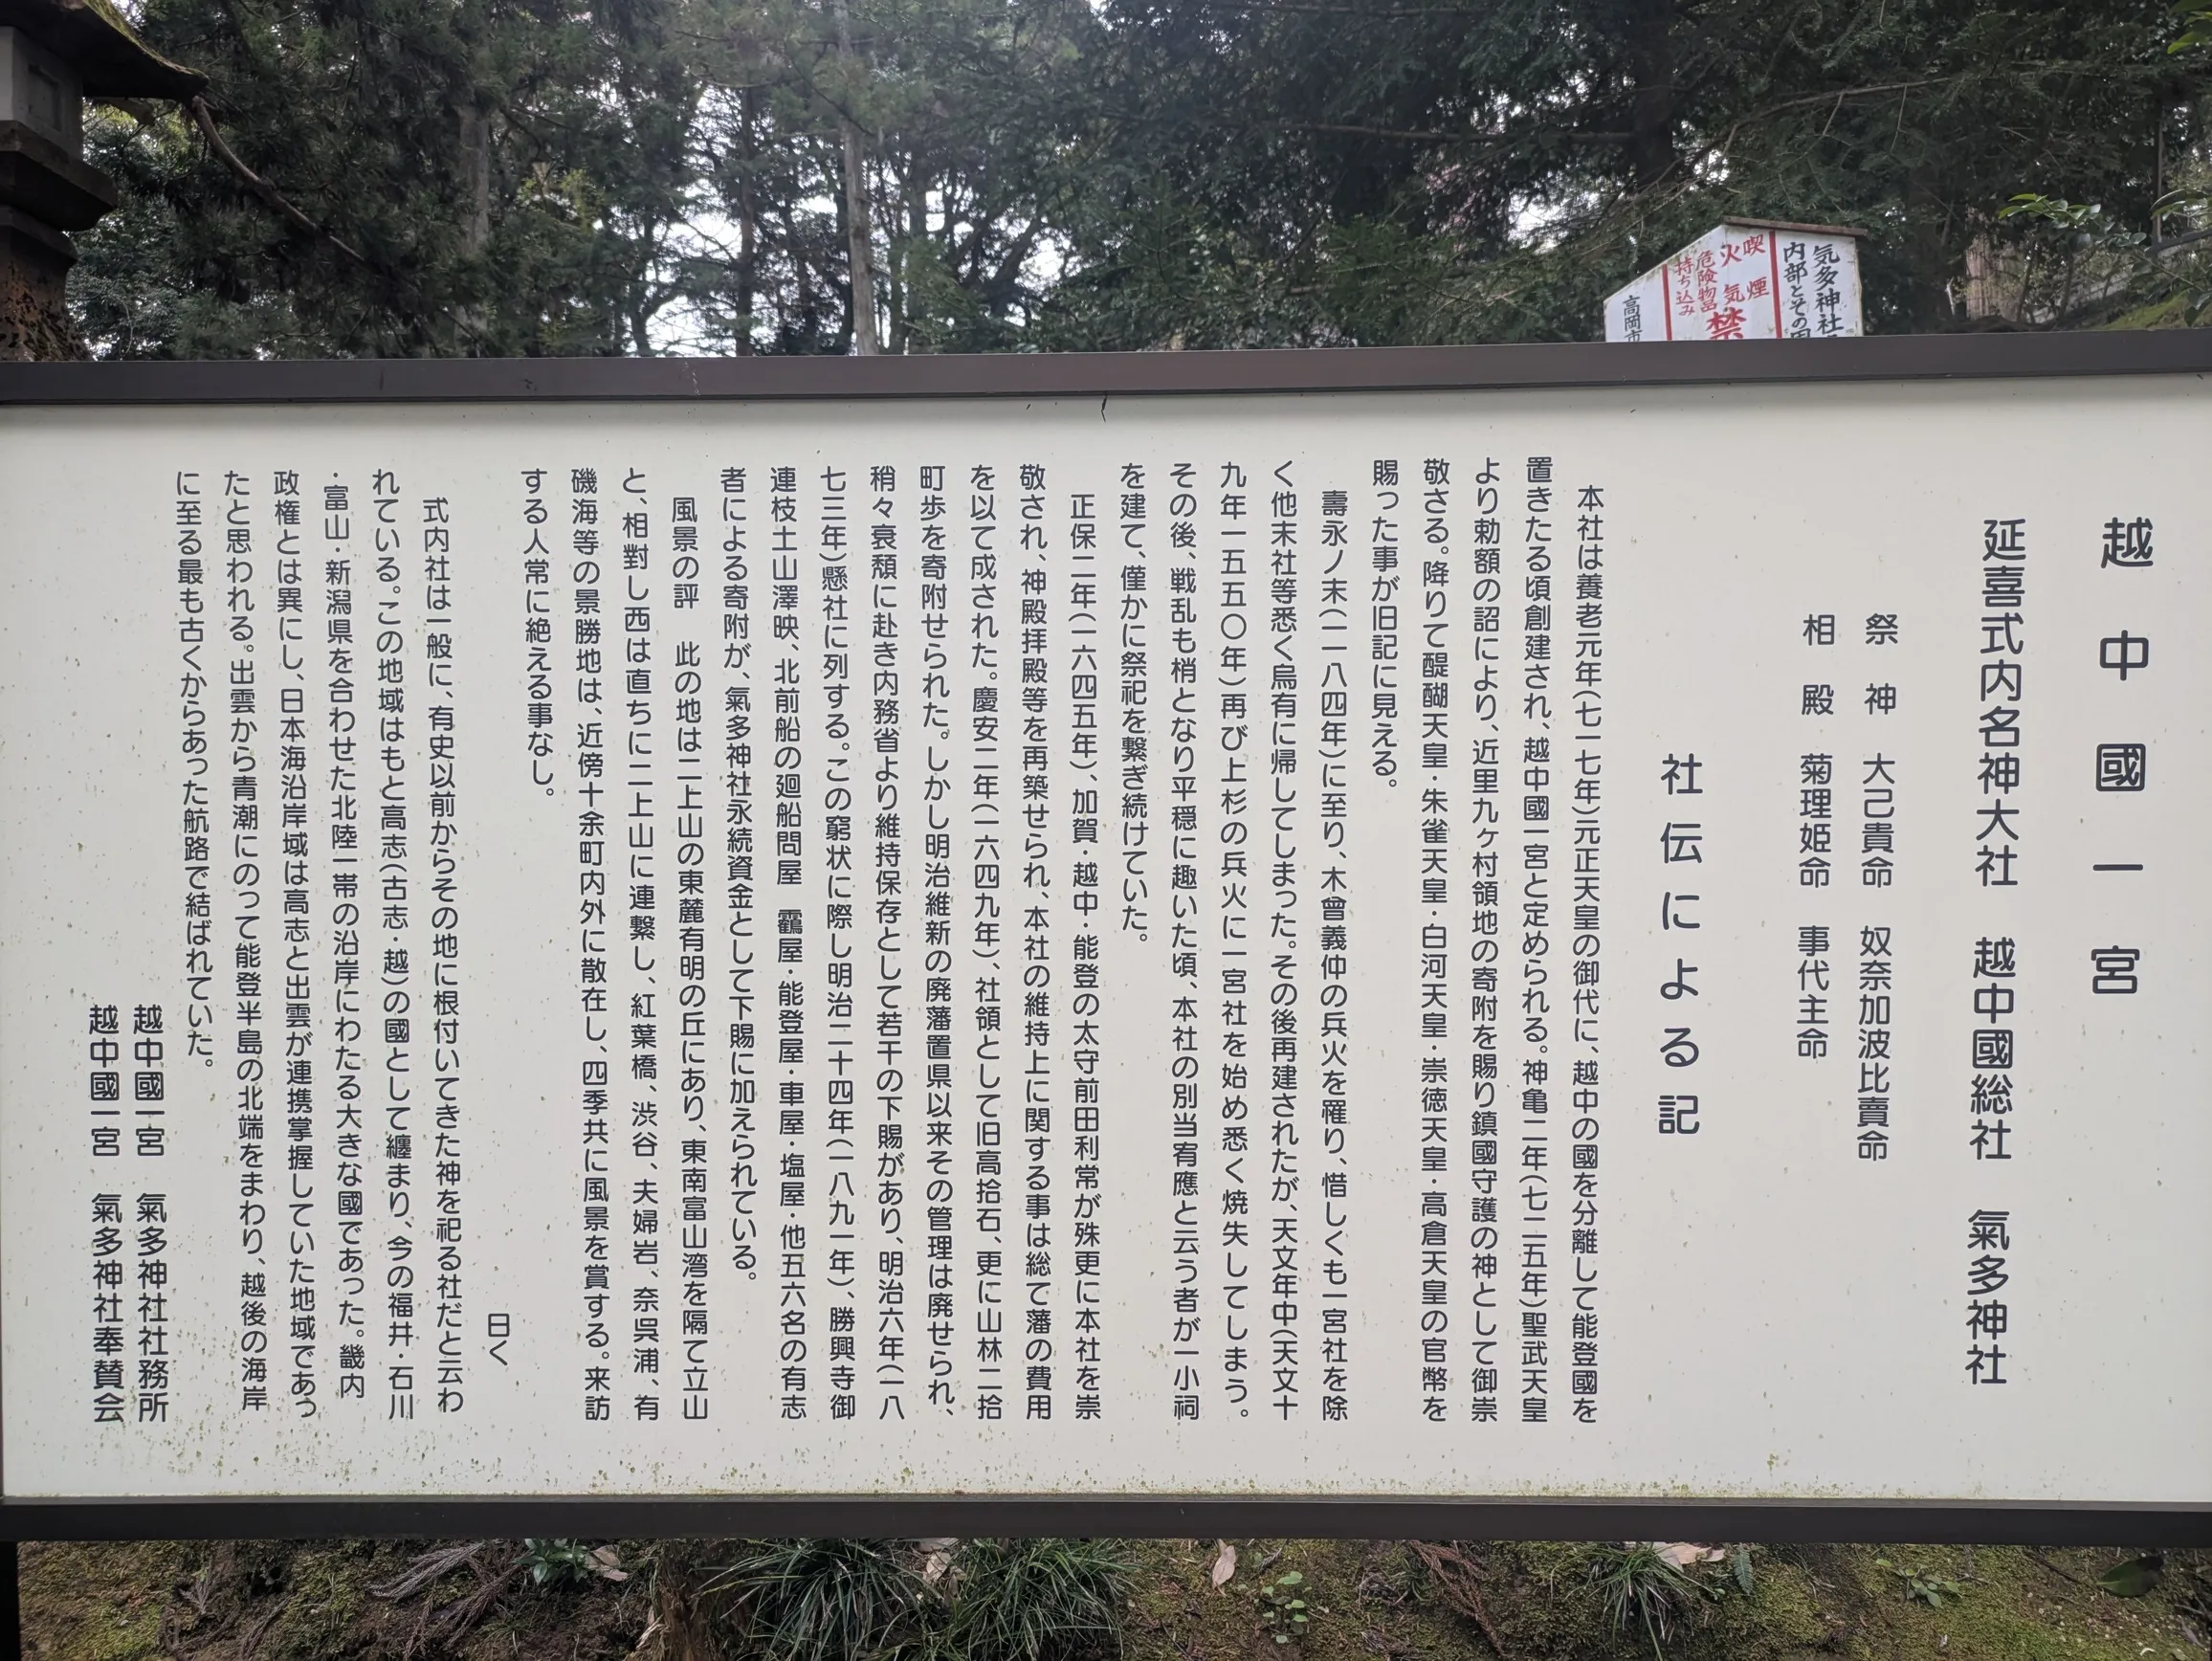 越中國一宮
延喜式内名神大社　越中國総社　氣多神社
祭　神　大己貴命　奴奈加波比賣命
相　殿　菊理姫命　事代主命
社伝による記
本社は養老元年(七一七年)元正天皇の御代に、越中の國を分離して能登國を
置きたる頃創建され、越中國一宮と定められる。神亀二年(七二五年)聖武天皇
より勅額の詔により、近里九ヶ村領地の寄附を賜り鎮國守護の神として御崇
敬さる。降りて醍醐天皇・朱雀天皇・白河天皇・崇徳天皇・高倉天皇の官幣を
賜った事が旧記に見える。
壽永ノ末(一一八四年)に至り、木曾義仲の兵火を罹り、惜しくも一宮社を除
く他末社等悉く烏有に帰してしまった。その後再建されたが、天文年中(天文十
九年一五五〇年)再び上杉の兵火に一宮社を始め悉く焼失してしまう。
その後、戦乱も梢となり平穏に趣いた頃、本社の別当宥應と云う者が一小祠
を建て、僅かに祭祀を繋ぎ続けていた。
正保二年(一六四五年)、加賀・越中・能登の太守前田利常が殊更に本社を崇
敬され、神殿拝殿等を再築せられ、本社の維持上に関する事は総て藩の費用
を以て成された。慶安二年(一六四九年)、社領として旧高拾石、更に山林二拾
町歩を寄附せられた。しかし明治維新の廃藩置県以来その管理は廃せられ、
稍々衰頽に赴き内務省より維持保存として若干の下賜があり、明治六年(一八
七三年)懸社に列する。この窮状に際し明治二十四年(一八九一年)、勝興寺御
連枝土山澤映、北前船の廻船問屋　靏屋・能登屋・車屋・塩屋・他五六名の有志
者による寄附が、氣多神社永続資金として下賜に加えられている。
風景の評　此の地は二上山の東麓有明の丘にあり、東南富山湾を隔て立山
と、相對し西は直ちに二上山に連繋し、紅葉橋、渋谷、夫婦岩、奈呉浦、有
磯海等の景勝地は、近傍十余町内外に散在し、四季共に風景を賞する。来訪
する人常に絶える事なし。
曰く
式内社は一般に、有史以前からその地に根付いてきた神を祀る社だと云わ
れている。この地域はもと高志(古志・越)の國として纏まり、今の福井・石川
・富山・新潟県を合わせた北陸一帯の沿岸にわたる大きな國であった。畿内
政権とは異にし、日本海沿岸域は高志と出雲が連携掌握していた地域であっ
たと思われる。出雲から青潮にのって能登半島の北端をまわり、越後の海岸
に至る最も古くからあった航路で結ばれていた。
越中國一宮　氣多神社社務所
越中國一宮　氣多神社奉賛会
気多神社
内部とその
喫煙
火気
禁
危険物品
持ち込み
高岡市